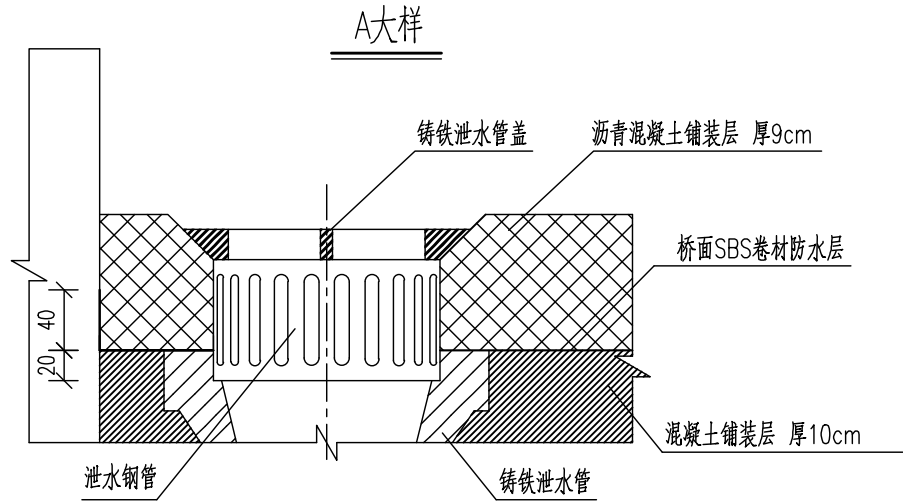 A大样
铸铁泄水管盖
沥青混凝土铺装层 厚9cm
桥面SBS卷材防水层
40
20
混凝土铺装层 厚10cm
泄水钢管
铸铁泄水管